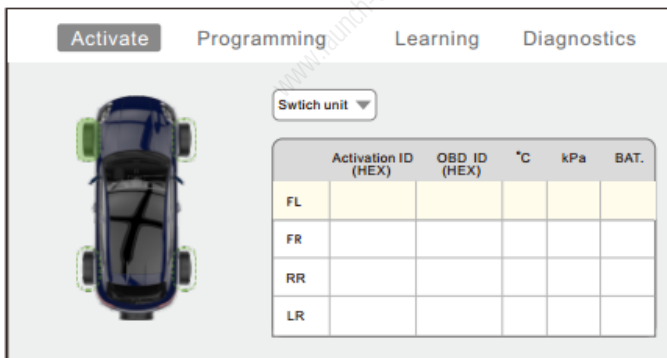 Activate Programming Learning Diagnostics
Swtich unit
Activation ID (HEX) OBD ID (HEX) °C kPa BAT.
FL
FR
RR
LR